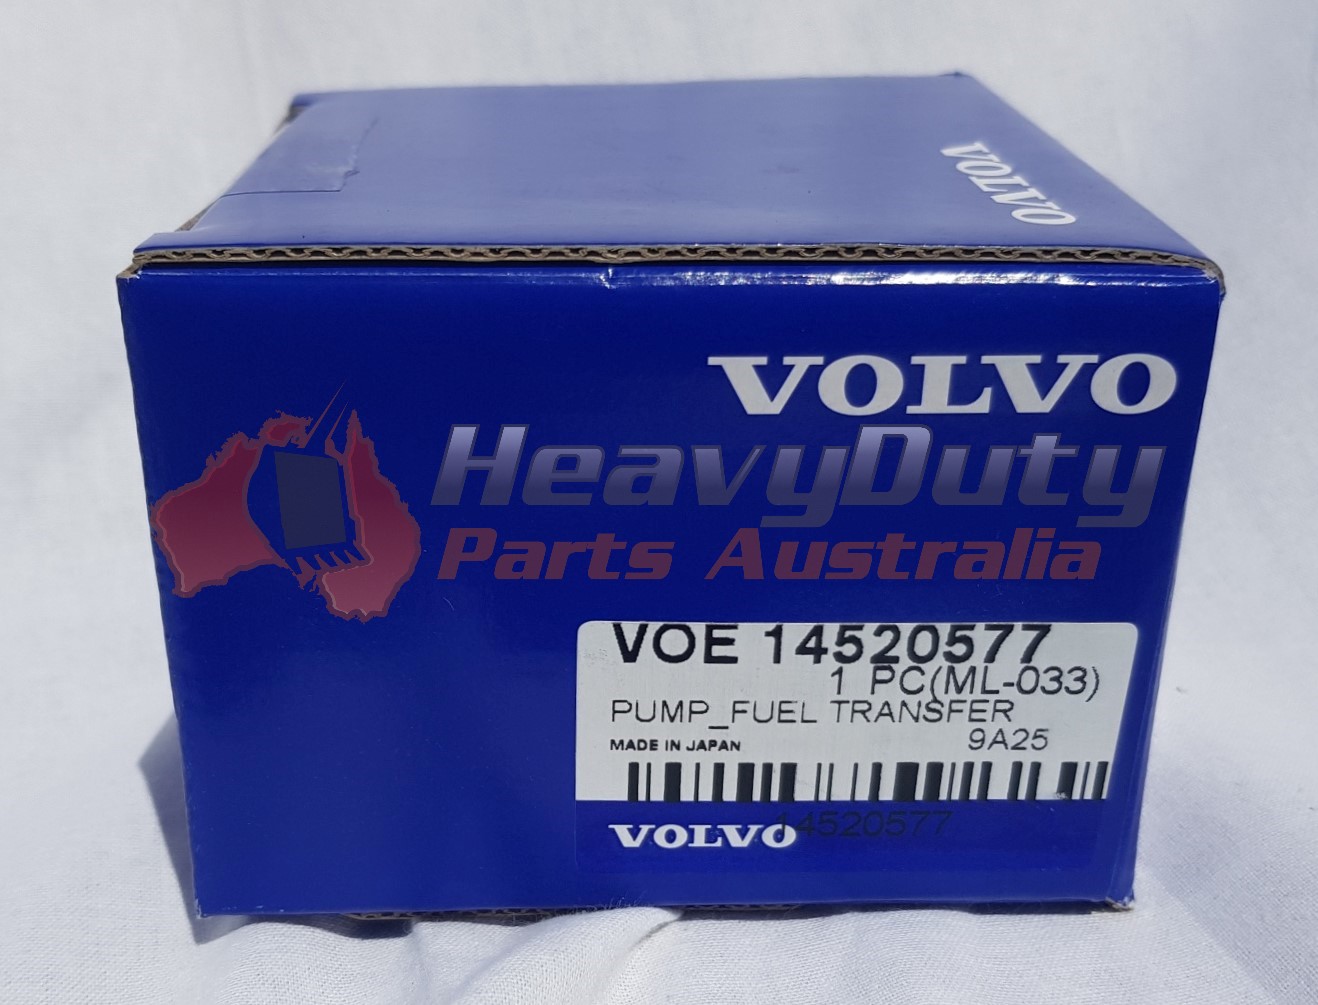 VOLVO
VOLVO
HeavyDuty
Parts Australia
VOE 14520577
1 PC(ML-033)
PUMP_FUEL TRANSFER
MADE IN JAPAN 9A25
14520577
VOLVO